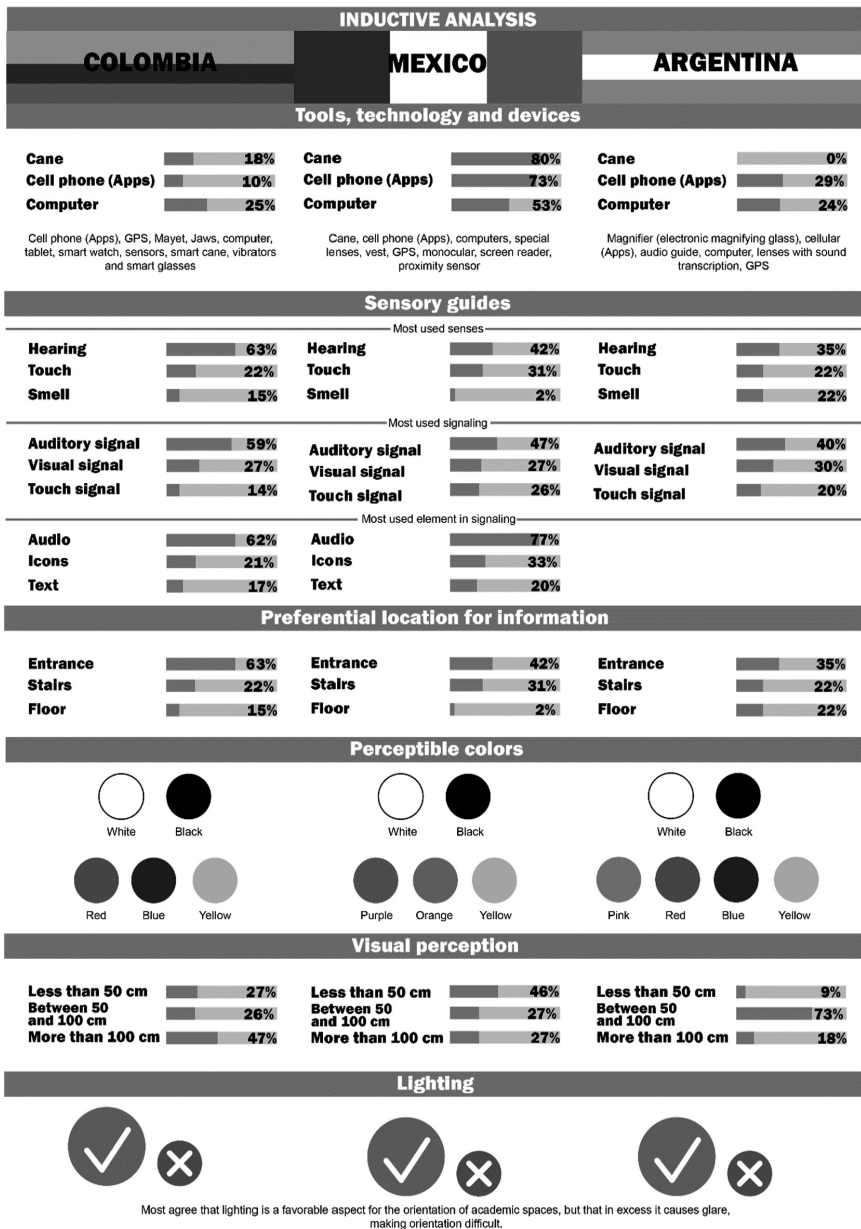 INDUCTIVE ANALYSIS
COLOMBIA
MEXICO
ARGENTINA
Tools, technology and devices
Cane 18%
Cell phone (Apps) 10%
Computer 25%
Cell phone (Apps), GPS, Mayet, Jaws, computer,
tablet, smart watch, sensors, smart cane, vibrators
and smart glasses
Cane 80%
Cell phone (Apps) 73%
Computer 53%
Cane, cell phone (Apps), computers, special
lenses, vest, GPS, monocular, screen reader,
proximity sensor
Cane 0%
Cell phone (Apps) 29%
Computer 24%
Magnifier (electronic magnifying glass), cellular
(Apps), audio guide, computer, lenses with sound
transcription, GPS
Sensory guides
Most used senses
Hearing 63%
Touch 22%
Smell 15%
Hearing 42%
Touch 31%
Smell 2%
Hearing 35%
Touch 22%
Smell 22%
Most used signaling
Auditory signal 59%
Visual signal 27%
Touch signal 14%
Auditory signal 47%
Visual signal 27%
Touch signal 26%
Auditory signal 40%
Visual signal 30%
Touch signal 20%
Most used element in signaling
Audio 62%
Icons 21%
Text 17%
Audio 77%
Icons 33%
Text 20%
Preferential location for information
Entrance 63%
Stairs 22%
Floor 15%
Entrance 42%
Stairs 31%
Floor 2%
Entrance 35%
Stairs 22%
Floor 22%
Perceptible colors
White Black
Red Blue Yellow
White Black
Purple Orange Yellow
White Black
Pink Red Blue Yellow
Visual perception
Less than 50 cm 27%
Between 50
and 100 cm 26%
More than 100 cm 47%
Less than 50 cm 46%
Between 50
and 100 cm 27%
More than 100 cm 27%
Less than 50 cm 9%
Between 50
and 100 cm 73%
More than 100 cm 18%
Lighting
Most agree that lighting is a favorable aspect for the orientation of academic spaces, but that in excess it causes glare,
making orientation difficult.